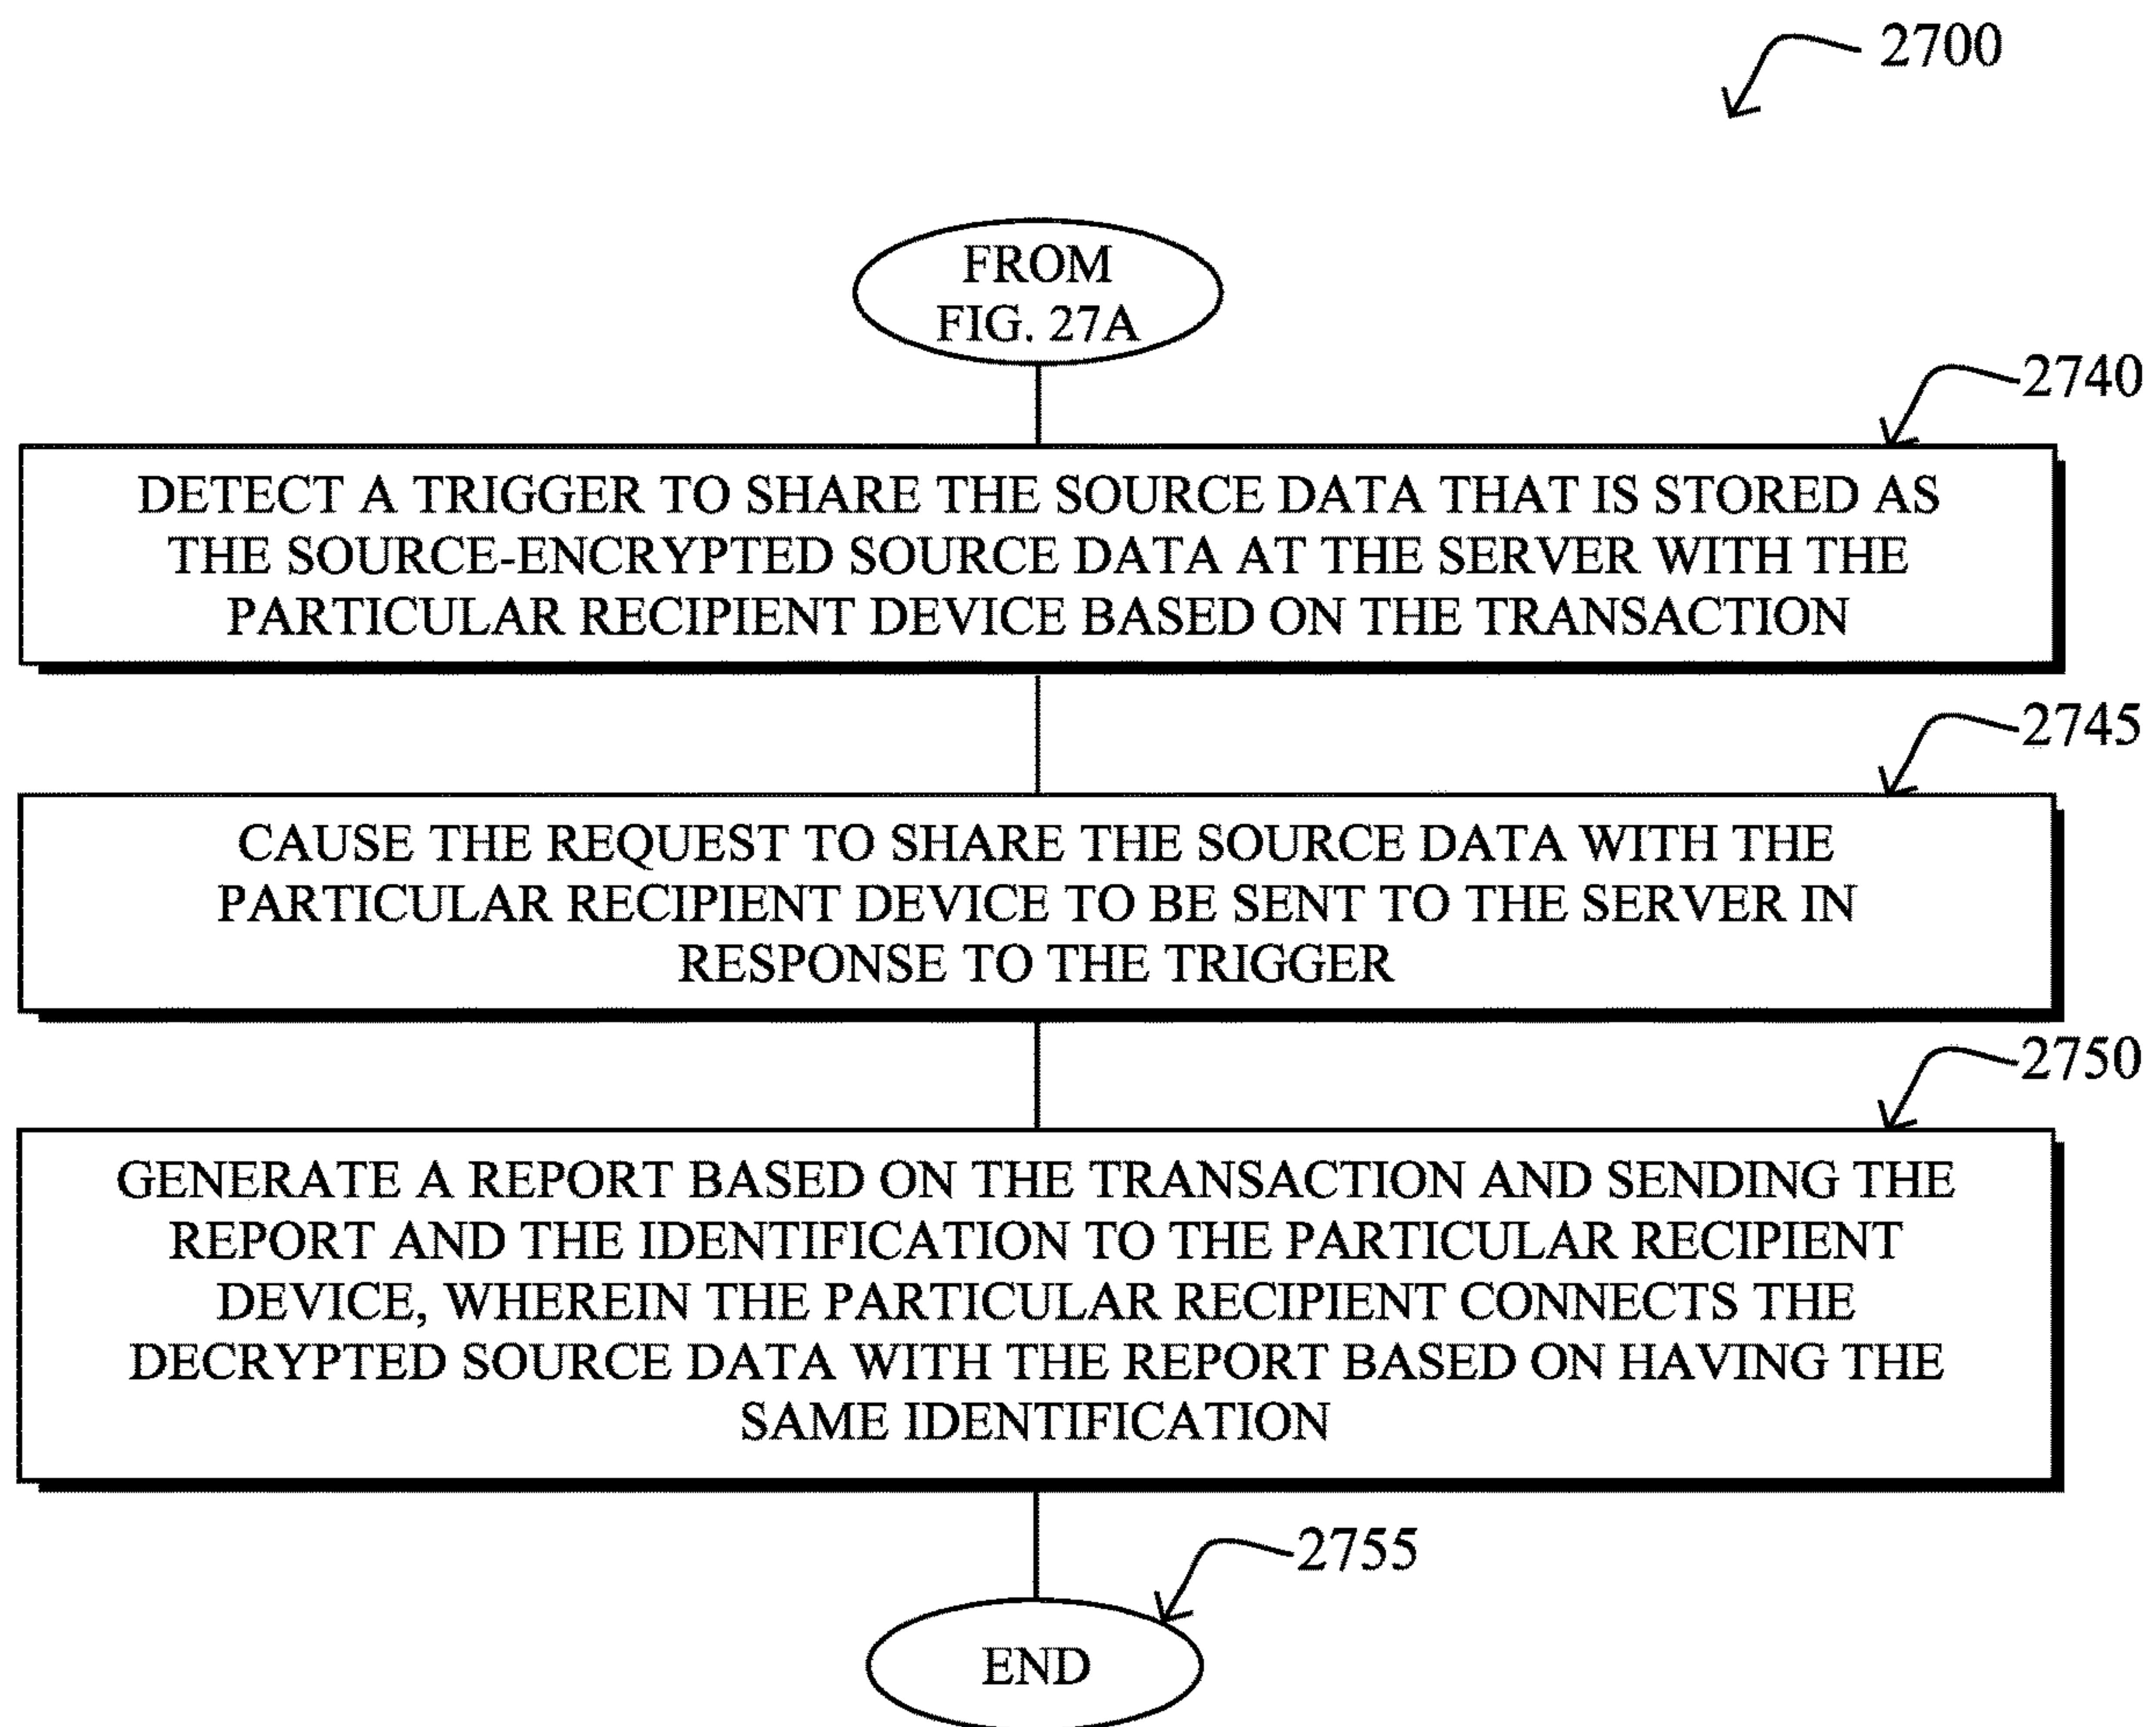 2700
FROM
FIG. 27A
2740
DETECT A TRIGGER TO SHARE THE SOURCE DATA THAT IS STORED AS
THE SOURCE-ENCRYPTED SOURCE DATA AT THE SERVER WITH THE
PARTICULAR RECIPIENT DEVICE BASED ON THE TRANSACTION
2745
CAUSE THE REQUEST TO SHARE THE SOURCE DATA WITH THE
PARTICULAR RECIPIENT DEVICE TO BE SENT TO THE SERVER IN
RESPONSE TO THE TRIGGER
2750
GENERATE A REPORT BASED ON THE TRANSACTION AND SENDING THE
REPORT AND THE IDENTIFICATION TO THE PARTICULAR RECIPIENT
DEVICE, WHEREIN THE PARTICULAR RECIPIENT CONNECTS THE
DECRYPTED SOURCE DATA WITH THE REPORT BASED ON HAVING THE
SAME IDENTIFICATION
2755
END